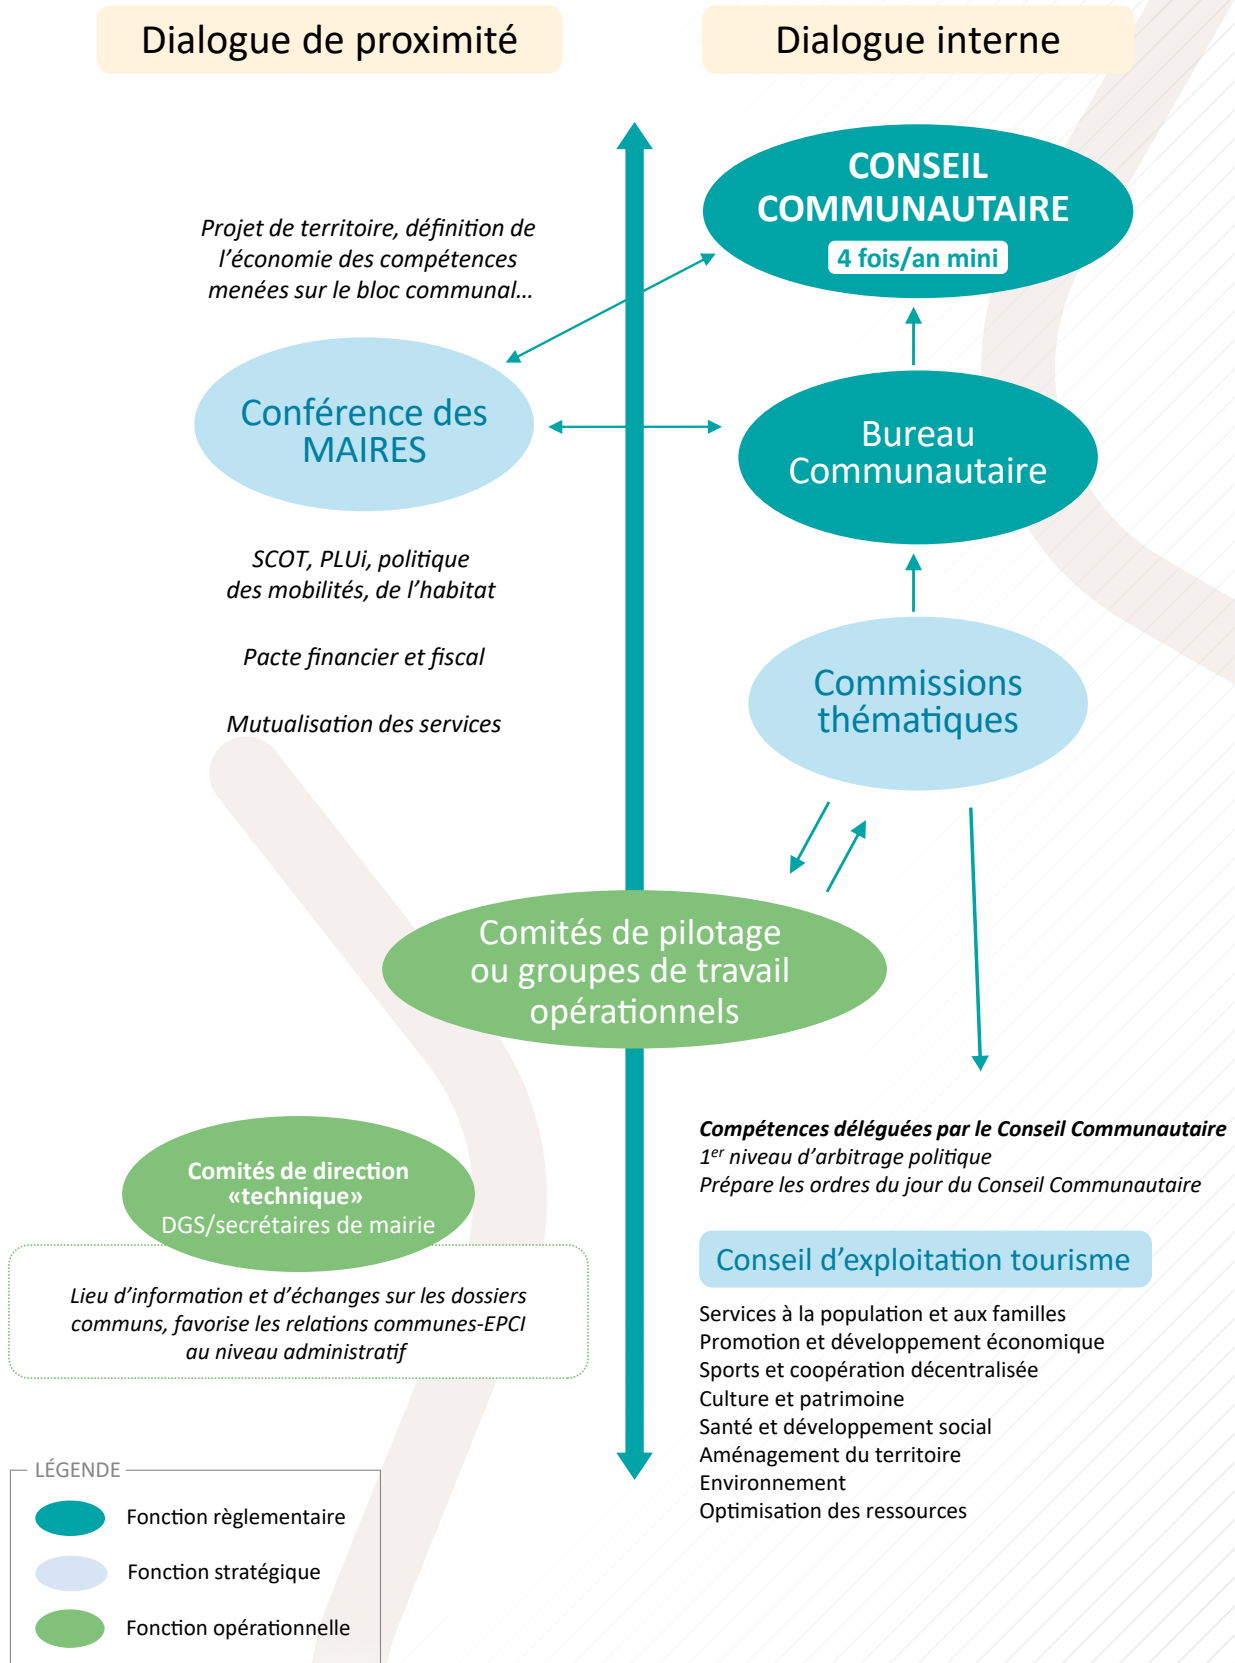 Dialogue de proximité
Dialogue interne
CONSEIL
COMMUNAUTAIRE
4 fois/an mini
Projet de territoire, définition de
l’économie des compétences
menées sur le bloc communal...
Conférence des
MAIRES
Bureau
Communautaire
SCOT, PLUi, politique
des mobilités, de l’habitat
Pacte financier et fiscal
Mutualisation des services
Commissions
thématiques
Comités de pilotage
ou groupes de travail
opérationnels
Comités de direction
«technique»
DGS/secrétaires de mairie
Lieu d’information et d’échanges sur les dossiers
communs, favorise les relations communes-EPCI
au niveau administratif
Compétences déléguées par le Conseil Communautaire
1er niveau d’arbitrage politique
Prépare les ordres du jour du Conseil Communautaire
Conseil d’exploitation tourisme
Services à la population et aux familles
Promotion et développement économique
Sports et coopération décentralisée
Culture et patrimoine
Santé et développement social
Aménagement du territoire
Environnement
Optimisation des ressources
LÉGENDE
Fonction règlementaire
Fonction stratégique
Fonction opérationnelle